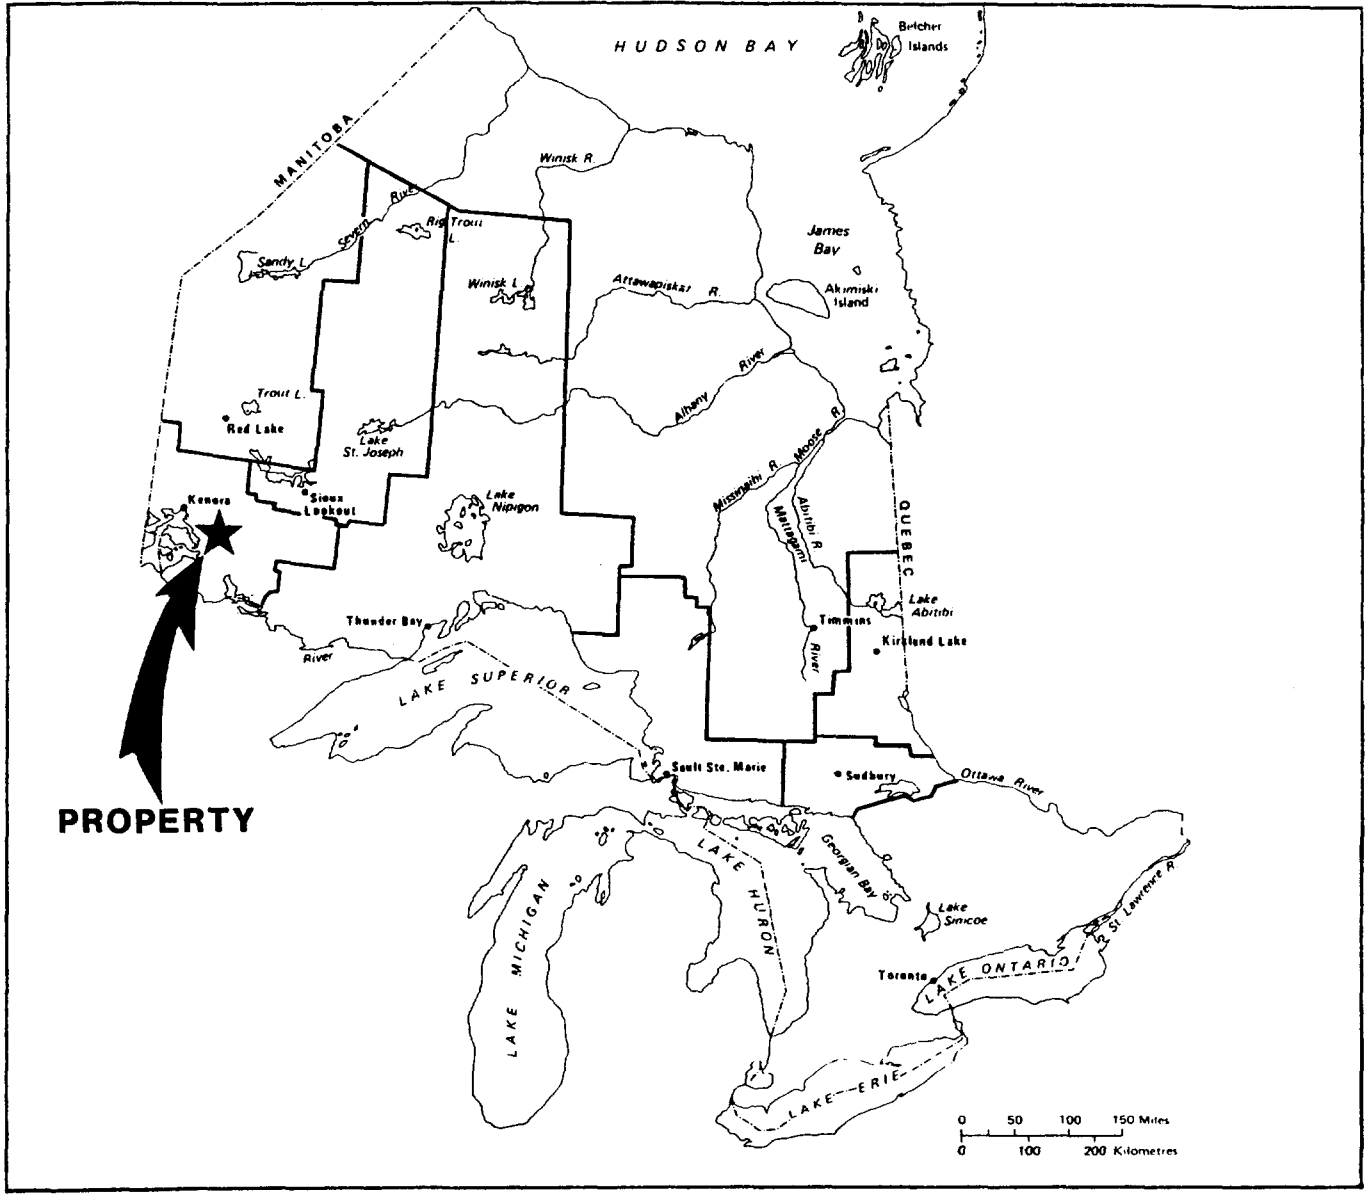 HUDSON BAY
Belcher
Islands
MANITOBA
Winisk R.
Severn River
Big Trout
L.
James
Bay
Sandy L.
Winisk L.
Attawapiskat R.
Akimiski
Island
Albany River
Trout L.
Red Lake
Lake
St. Joseph
Moose R.
Missinaibi R.
Kenora
Sioux
Lookout
Lake
Nipigon
Mattagami
River
Abitibi R.
QUEBEC
Lake
Abitibi
Thunder Bay
Timmins
Kirkland Lake
River
LAKE SUPERIOR
Sault Ste. Marie
Sudbury
Ottawa River
PROPERTY
LAKE HURON
Georgian Bay
LAKE MICHIGAN
Lake
Simcoe
St. Lawrence R.
Toronto
LAKE ONTARIO
LAKE ERIE
0 50 100 150 Miles
0 100 200 Kilometres